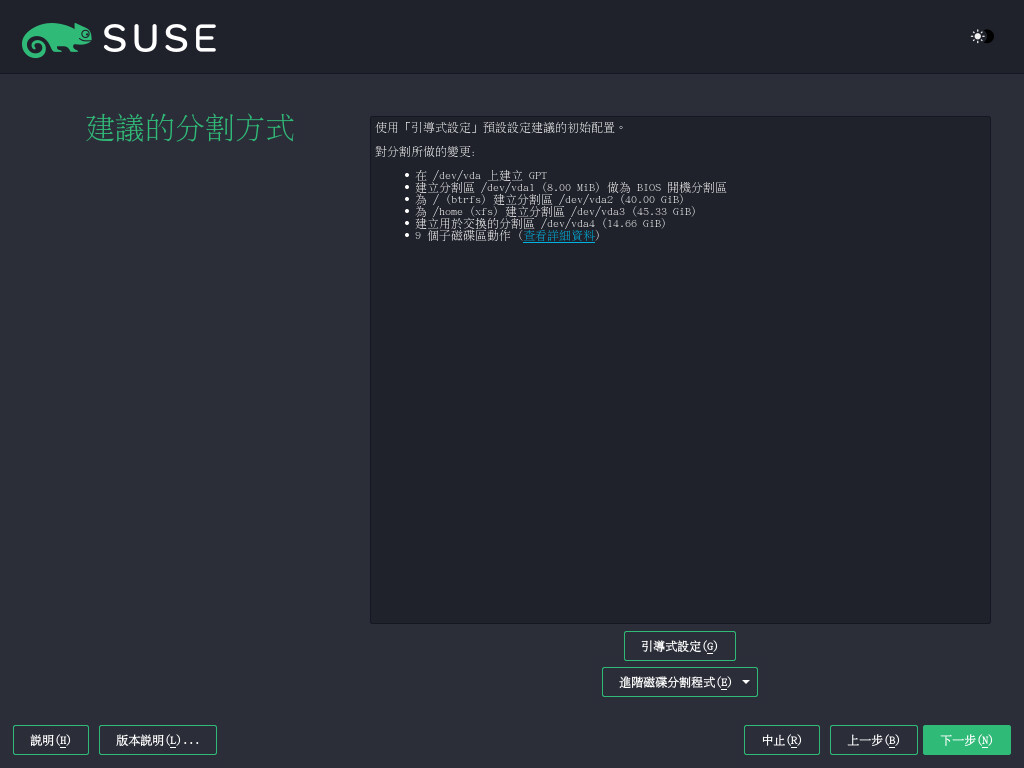 SUSE
建議的分割方式
使用「引導式設定」預設設定建議的初始配置。
對分割所做的變更:
• 在 /dev/vda 上建立 GPT
• 建立分割區 /dev/vda1 (8.00 MiB) 做為 BIOS 開機分割區
• 為 / (btrfs) 建立分割區 /dev/vda2 (40.00 GiB)
• 為 /home (xfs) 建立分割區 /dev/vda3 (45.33 GiB)
• 建立用於交換的分割區 /dev/vda4 (14.66 GiB)
• 9 個子磁碟區動作 (查看詳細資料)
引導式設定(G)
進階磁碟分割程式(E)
說明(H)
版本說明(L)...
中止(R)
上一步(B)
下一步(N)